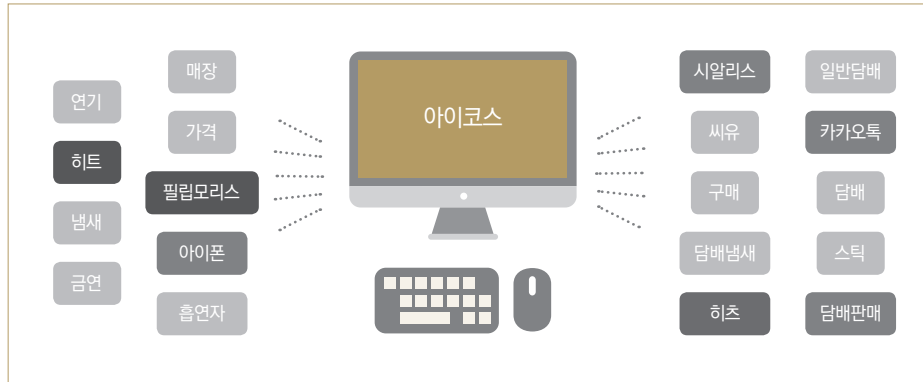 연기
히트
냄새
금연
매장
가격
필립모리스
아이폰
흡연자
아이코스
시알리스
씨유
구매
담배냄새
히츠
일반담배
카카오톡
담배
스틱
담배판매